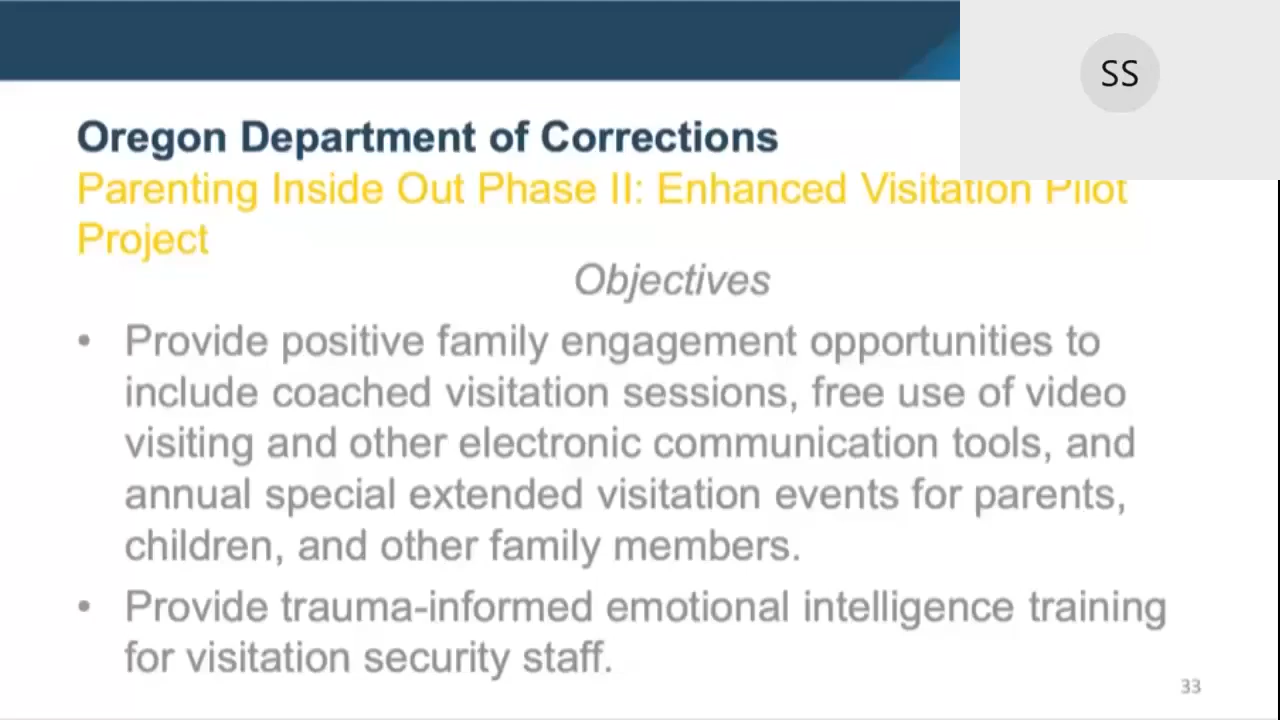 SS
Oregon Department of Corrections
Parenting Inside Out Phase II: Enhanced Visitation Pilot
Project
Objectives
• Provide positive family engagement opportunities to
include coached visitation sessions, free use of video
visiting and other electronic communication tools, and
annual special extended visitation events for parents,
children, and other family members.
• Provide trauma-informed emotional intelligence training
for visitation security staff.
33